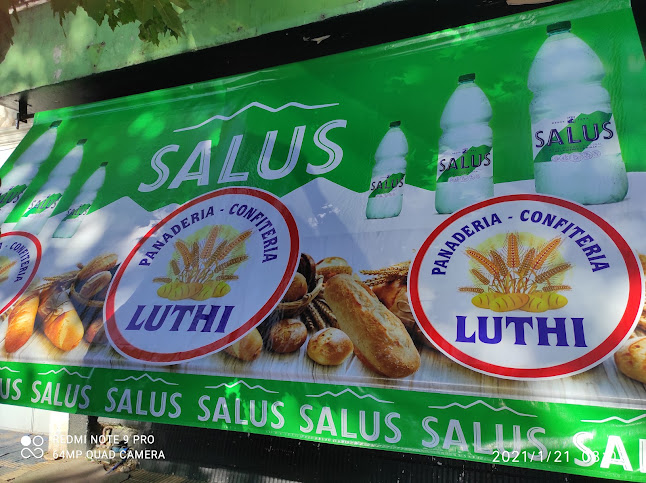 SALUS
SALUS
SALUS
SALUS
PANADERIA - CONFITERIA
LUTHI
PANADERIA - CONFITERIA
LUTHI
SALUS SALUS SALUS SALUS SALUS SALUS
REDMI NOTE 9 PRO
64MP QUAD CAMERA
2021/1/21